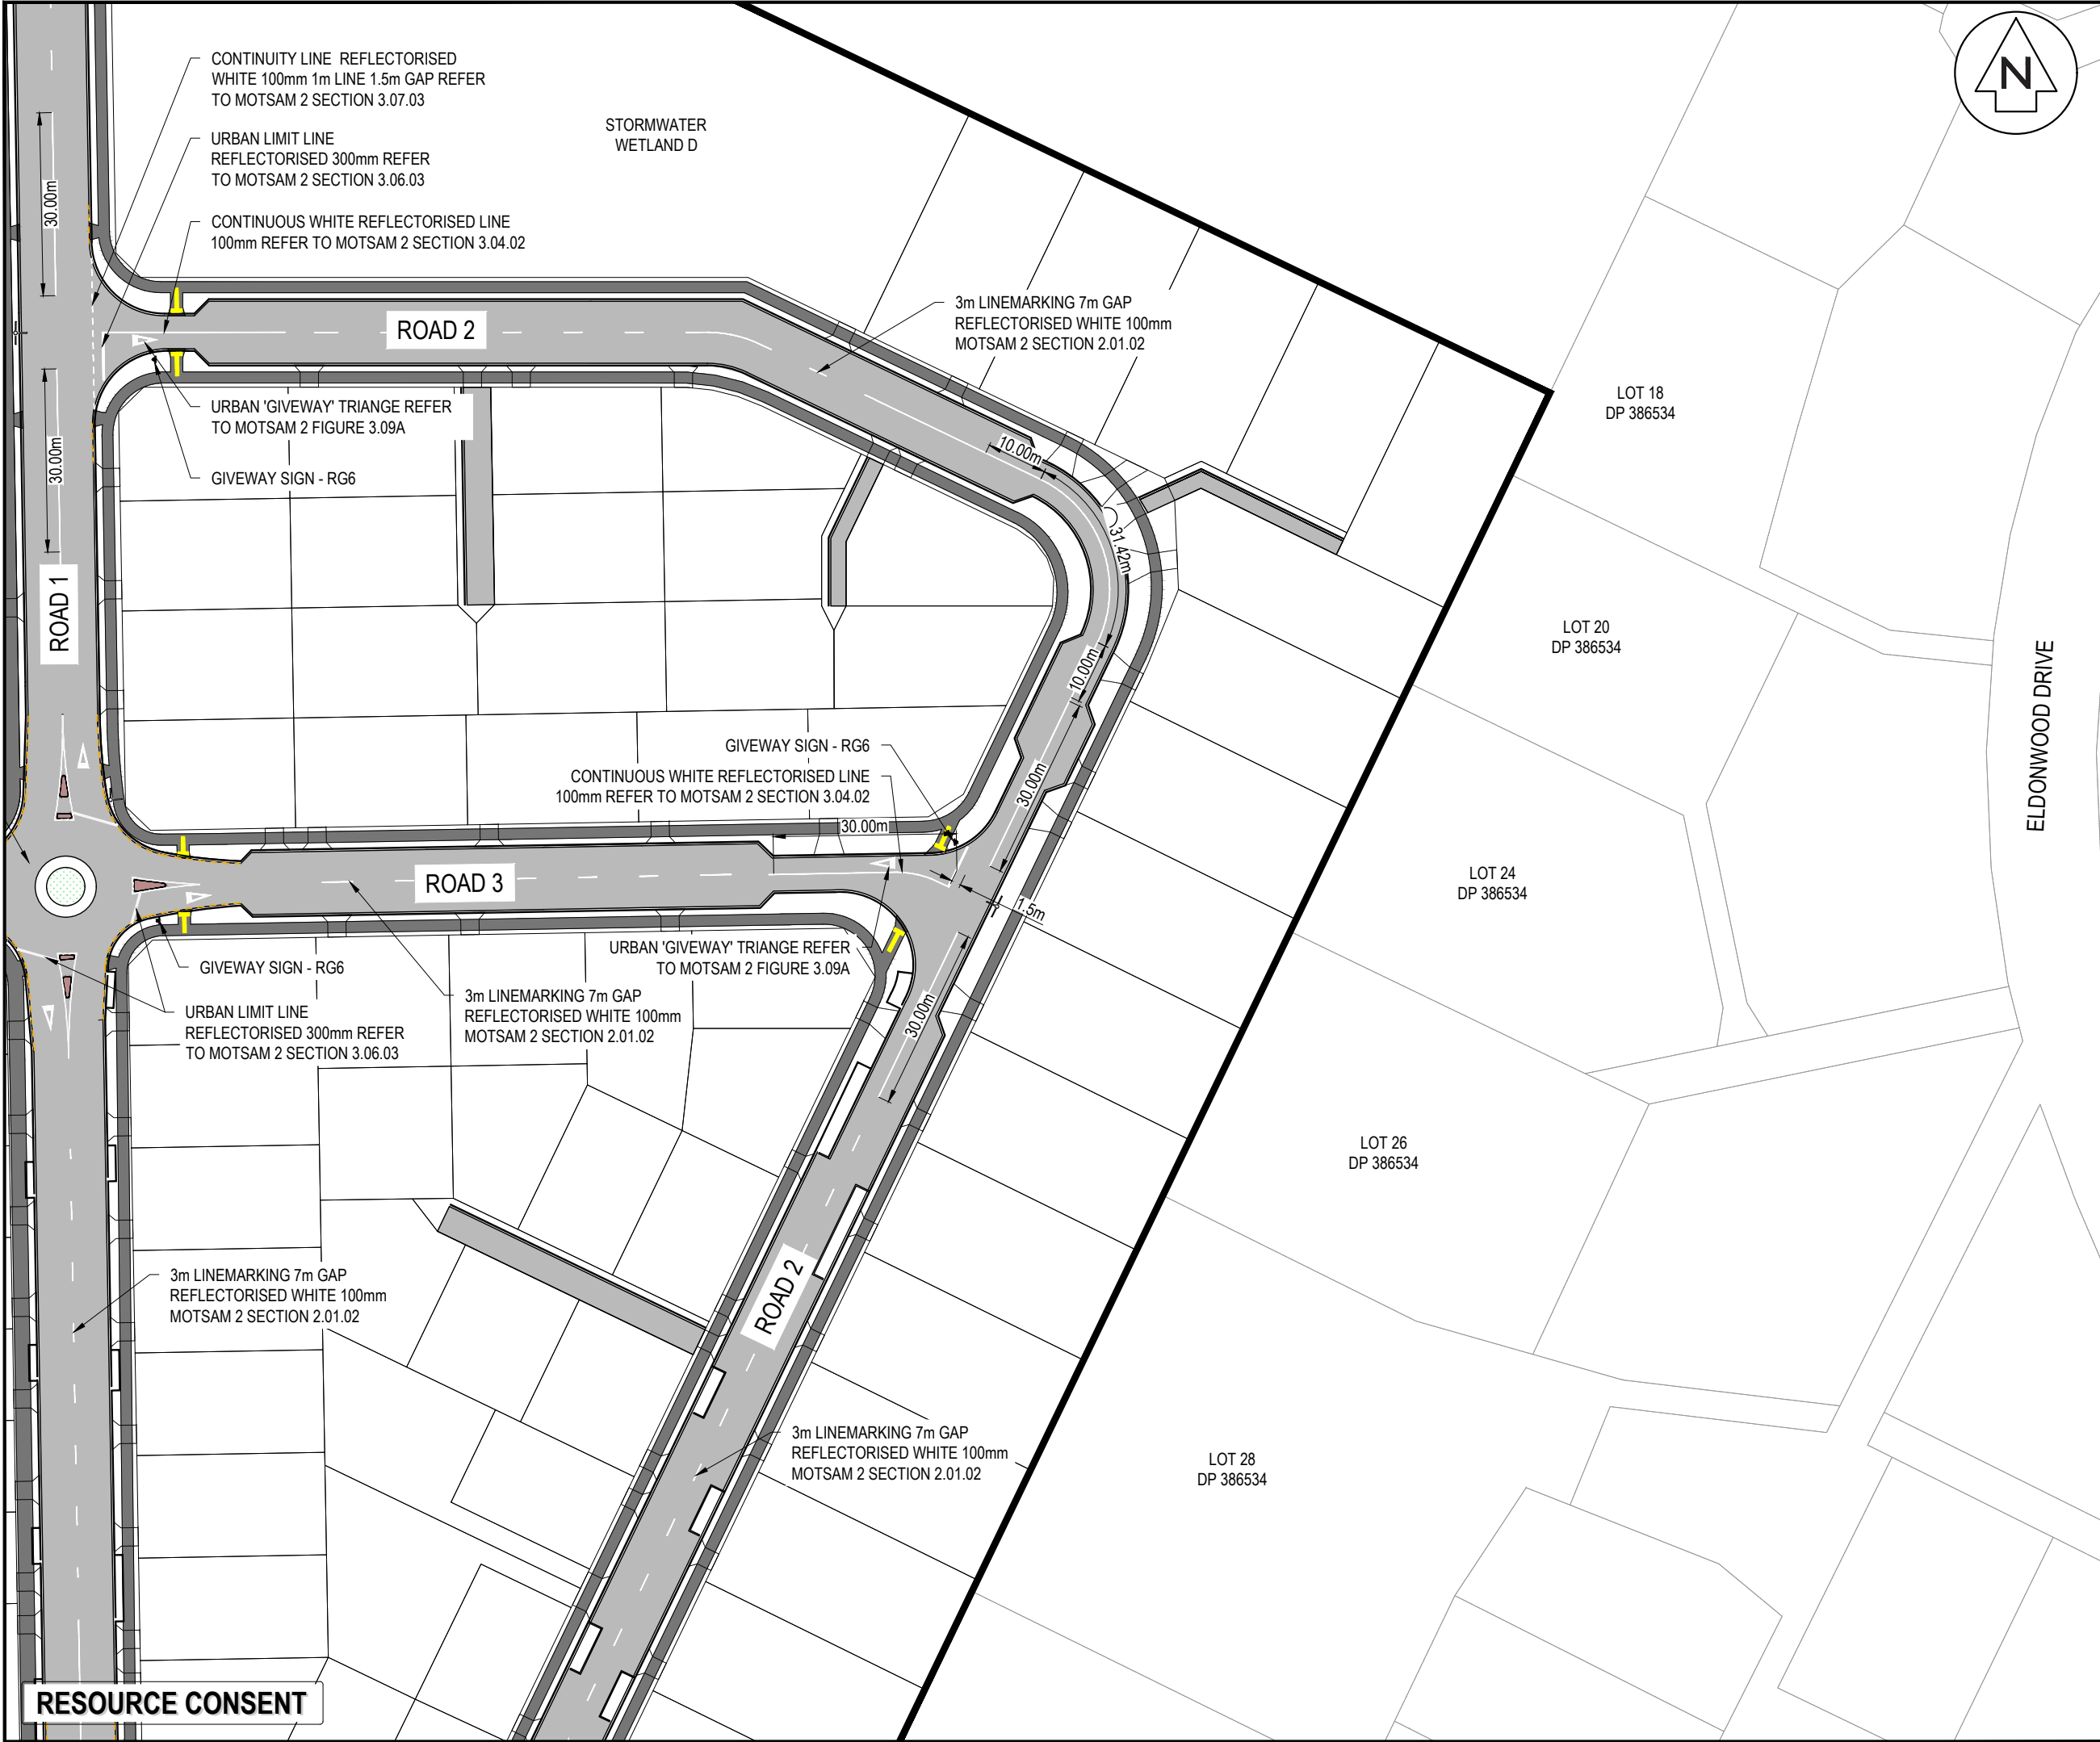 CONTINUITY LINE  REFLECTORISED
WHITE 100mm 1m LINE 1.5m GAP REFER
TO MOTSAM 2 SECTION 3.07.03
URBAN LIMIT LINE
REFLECTORISED 300mm REFER
TO MOTSAM 2 SECTION 3.06.03
CONTINUOUS WHITE REFLECTORISED LINE
100mm REFER TO MOTSAM 2 SECTION 3.04.02
STORMWATER
WETLAND D
N
30.00m
ROAD 2
3m LINEMARKING 7m GAP
REFLECTORISED WHITE 100mm
MOTSAM 2 SECTION 2.01.02
URBAN 'GIVEWAY' TRIANGE REFER
TO MOTSAM 2 FIGURE 3.09A
GIVEWAY SIGN - RG6
30.00m
ROAD 1
10.00m
31.42m
10.00m
30.00m
LOT 18
DP 386534
LOT 20
DP 386534
ELDONWOOD DRIVE
GIVEWAY SIGN - RG6
CONTINUOUS WHITE REFLECTORISED LINE
100mm REFER TO MOTSAM 2 SECTION 3.04.02
30.00m
ROAD 3
1.5m
LOT 24
DP 386534
URBAN 'GIVEWAY' TRIANGE REFER
TO MOTSAM 2 FIGURE 3.09A
GIVEWAY SIGN - RG6
URBAN LIMIT LINE
REFLECTORISED 300mm REFER
TO MOTSAM 2 SECTION 3.06.03
3m LINEMARKING 7m GAP
REFLECTORISED WHITE 100mm
MOTSAM 2 SECTION 2.01.02
30.00m
LOT 26
DP 386534
3m LINEMARKING 7m GAP
REFLECTORISED WHITE 100mm
MOTSAM 2 SECTION 2.01.02
ROAD 2
3m LINEMARKING 7m GAP
REFLECTORISED WHITE 100mm
MOTSAM 2 SECTION 2.01.02
LOT 28
DP 386534
RESOURCE CONSENT